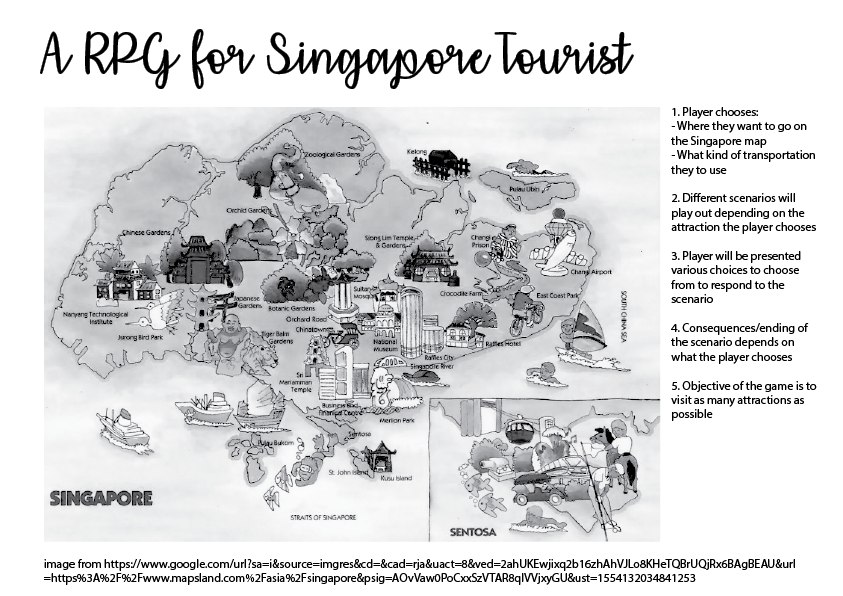 A RPG for Singapore Tourist
1. Player chooses:
- Where they want to go on
the Singapore map
- What kind of transportation
they to use
2. Different scenarios will
play out depending on the
attraction the player chooses
3. Player will be presented
various choices to choose
from to respond to the
scenario
4. Consequences/ending of
the scenario depends on
what the player chooses
5. Objective of the game is to
visit as many attractions as
possible
Zoological Gardens
Kelong
Pulau Ubin
Orchid Gardens
Chinese Gardens
Siong Lim Temple
& Gardens
Changi
Prison
Changi Airport
Crocodile Farm
East Coast Park
SOUTH CHINA SEA
Nanyang Technological
Institute
Jurong Bird Park
Japanese
Gardens
Botanic Gardens
Sultan
Mosque
Orchard Road
Chinatown
Tiger Balm
Gardens
National
Museum
Raffles Hotel
Raffles City
Singapore River
Sri
Mariamman
Temple
Business and
Financial Centre
Merlion Park
Pulau Bukom
Sentosa
St. John Island
Kusu Island
SINGAPORE
STRAITS OF SINGAPORE
SENTOSA
image from https://www.google.com/url?sa=i&source=imgres&cd=&cad=rja&uact=8&ved=2ahUKEwjixq2b16zhAhVJLo8KHeTQBrUQjRx6BAgBEAU&url
=https%3A%2F%2Fwww.mapsland.com%2Fasia%2Fsingapore&psig=AOvVaw0PoCxxSzVTAR8qIVVjxyGU&ust=1554132034841253